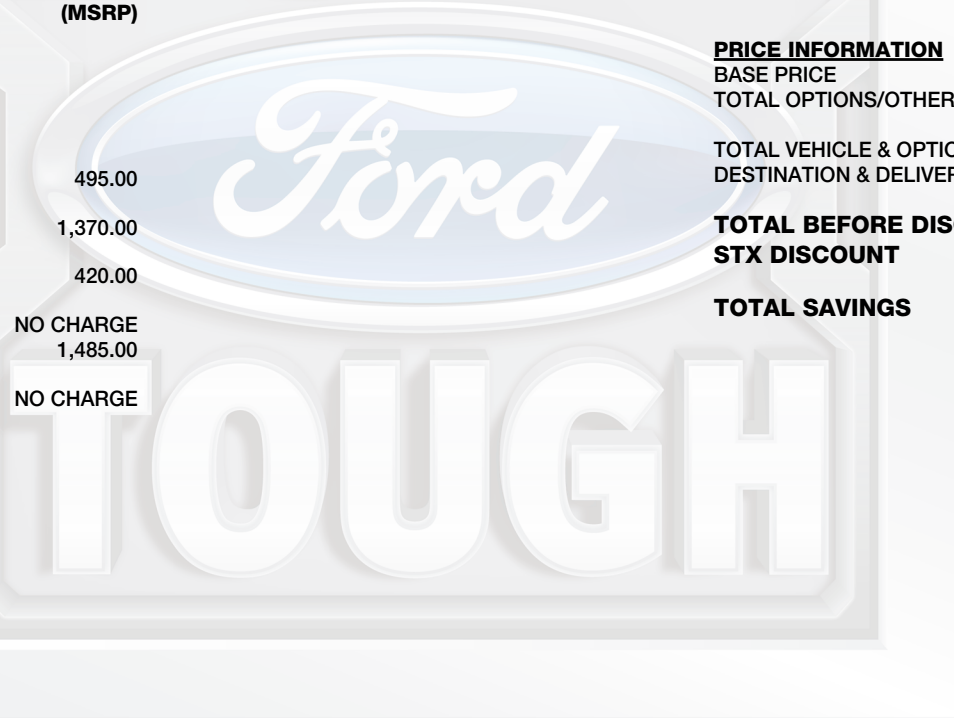 (MSRP)
495.00
1,370.00
420.00
NO CHARGE
1,485.00
NO CHARGE
PRICE INFORMATION
BASE PRICE
TOTAL OPTIONS/OTHER
TOTAL VEHICLE & OPTIO
DESTINATION & DELIVER
TOTAL BEFORE DISC
STX DISCOUNT
TOTAL SAVINGS
Ford
TOUGH